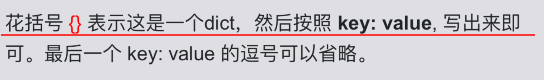 花括号 {} 表示这是一个dict，然后按照 key: value, 写出来即
可。最后一个 key: value 的逗号可以省略。